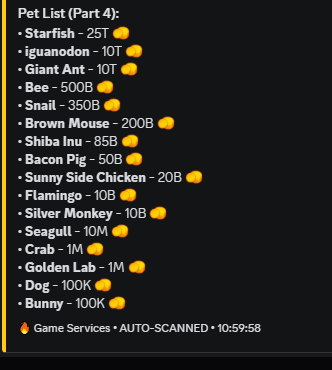 Pet List (Part 4):
• Starfish - 25T
• iguanodon - 10T
• Giant Ant - 10T
• Bee - 500B
• Snail - 350B
• Brown Mouse - 200B
• Shiba Inu - 85B
• Bacon Pig - 50B
• Sunny Side Chicken - 20B
• Flamingo - 10B
• Silver Monkey - 10B
• Seagull - 10M
• Crab - 1M
• Golden Lab - 1M
• Dog - 100K
• Bunny - 100K
🔥 Game Services • AUTO-SCANNED • 10:59:58